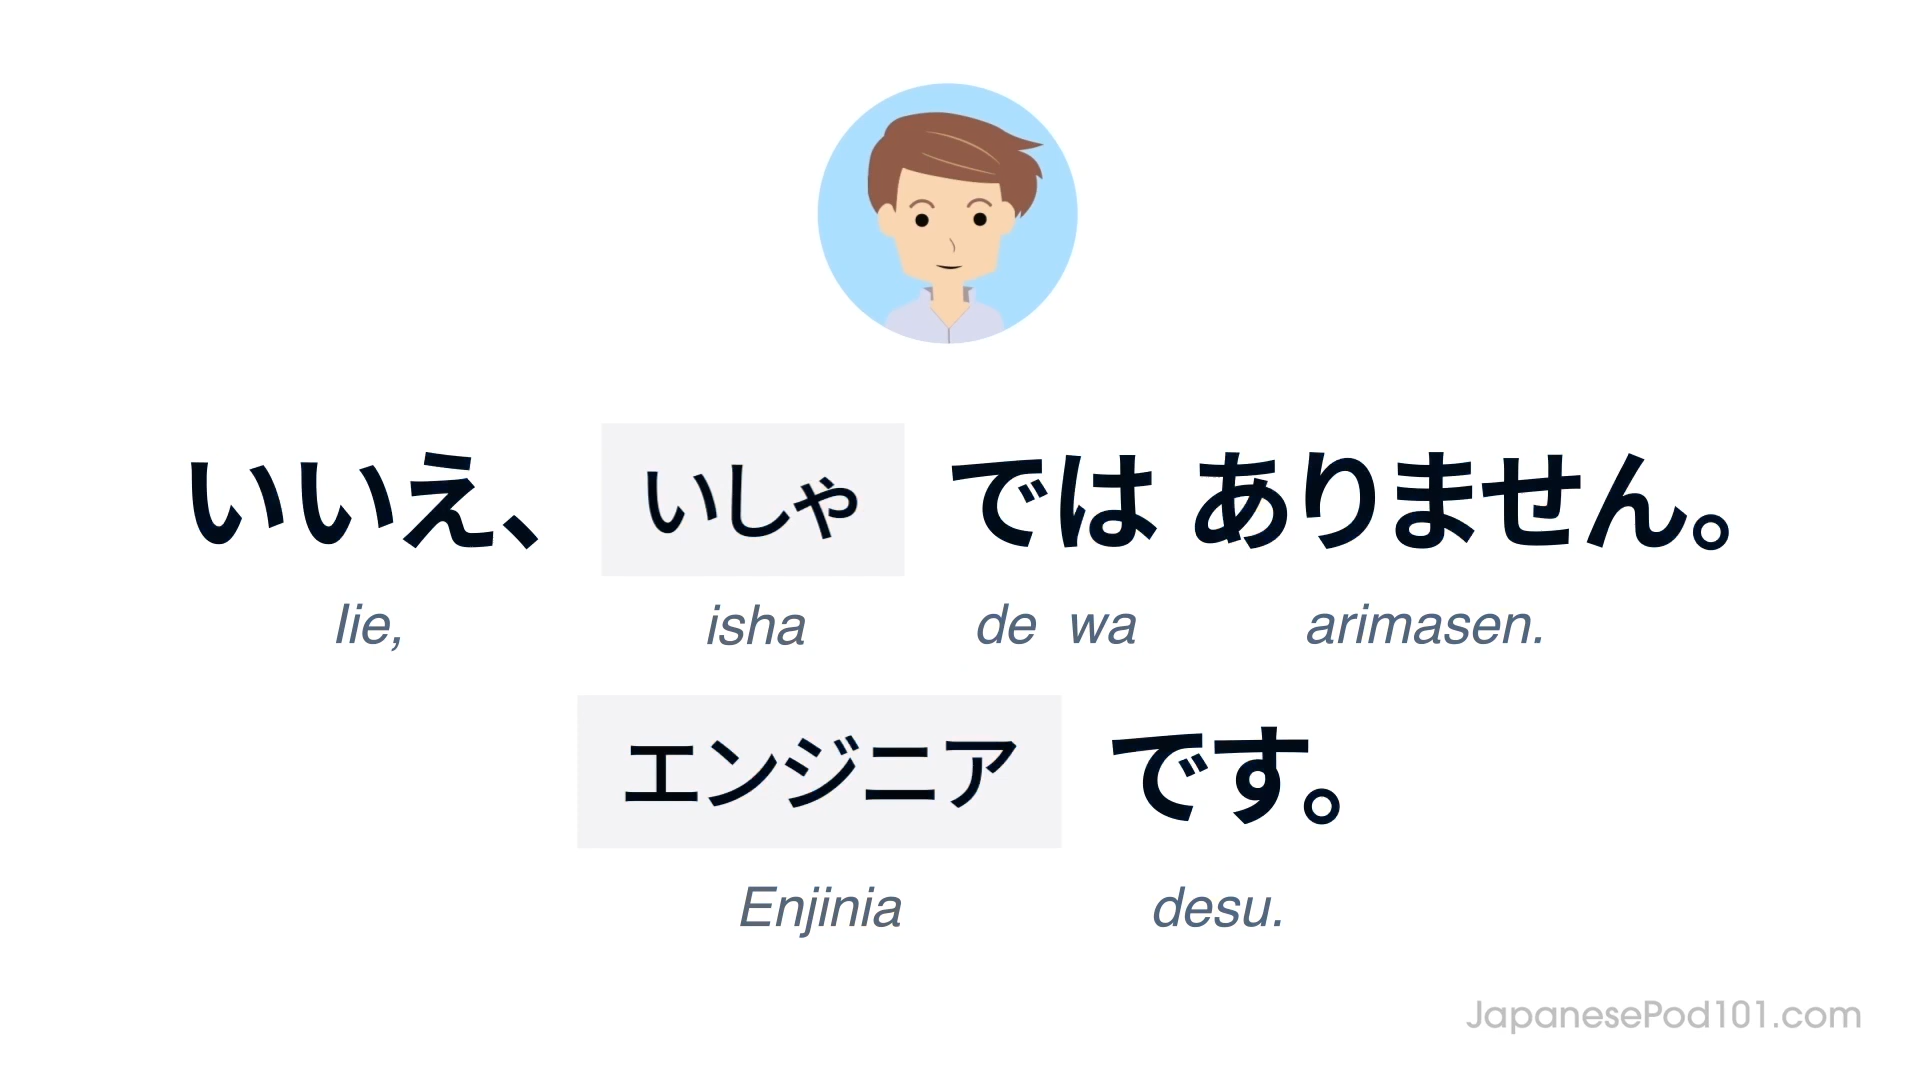 いいえ、 いしゃ では ありません。
Iie, isha de wa arimasen.
エンジニア です。
Enjinia desu.
JapanesePod101.com